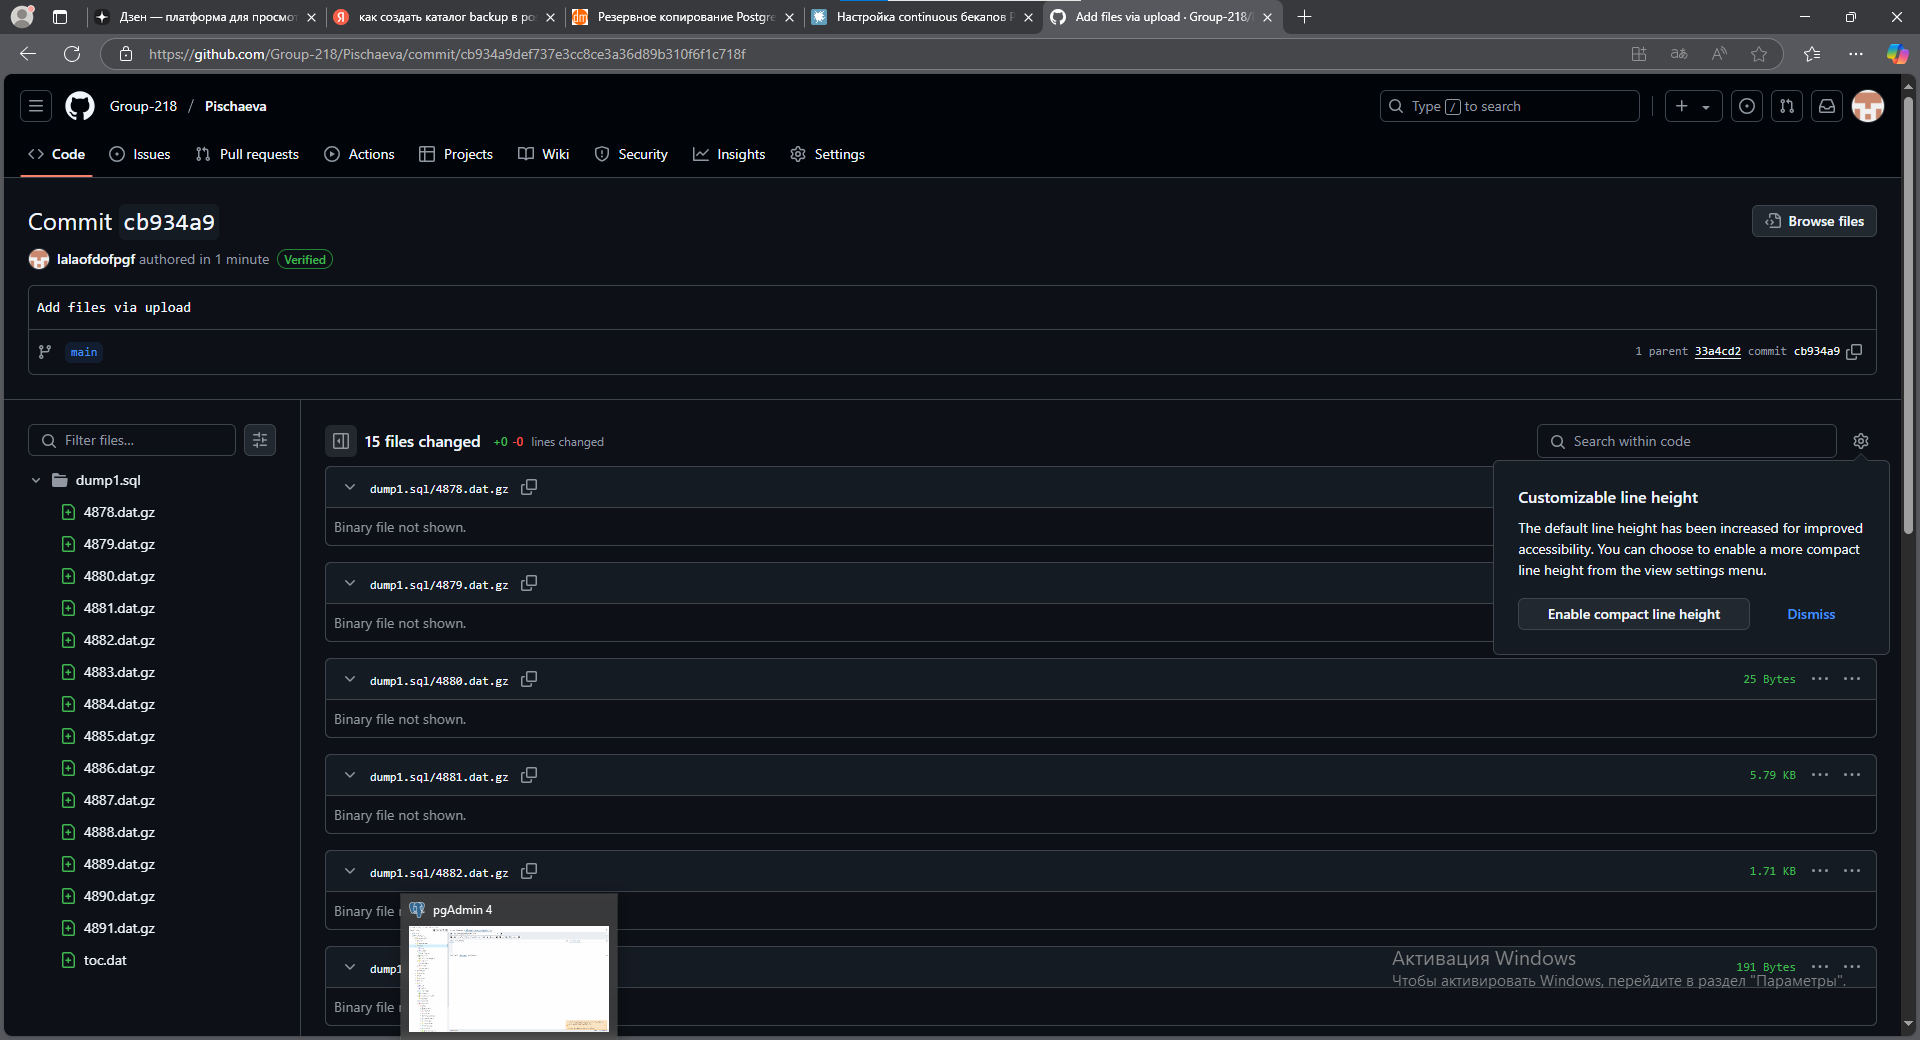 Дзен — платформа для просмот
как создать каталог backup в po
Резервное копирование Postgre
Настройка continuous бекапов P
Add files via upload · Group-218/
https://github.com/Group-218/Pischaeva/commit/cb934a9def737e3cc8ce3a36d89b310f6f1c718f
Group-218 / Pischaeva
Type / to search
Code Issues Pull requests Actions Projects Wiki Security Insights Settings
Commit cb934a9
Browse files
lalaofdofpgf authored in 1 minute Verified
Add files via upload
main
1 parent 33a4cd2 commit cb934a9
Filter files...
15 files changed +0 -0 lines changed
Search within code
dump1.sql
4878.dat.gz
4879.dat.gz
4880.dat.gz
4881.dat.gz
4882.dat.gz
4883.dat.gz
4884.dat.gz
4885.dat.gz
4886.dat.gz
4887.dat.gz
4888.dat.gz
4889.dat.gz
4890.dat.gz
4891.dat.gz
toc.dat
dump1.sql/4878.dat.gz
Binary file not shown.
dump1.sql/4879.dat.gz
Binary file not shown.
dump1.sql/4880.dat.gz
25 Bytes
Binary file not shown.
dump1.sql/4881.dat.gz
5.79 KB
Binary file not shown.
dump1.sql/4882.dat.gz
1.71 KB
Binary file
dump1
191 Bytes
Binary file
Customizable line height
The default line height has been increased for improved
accessibility. You can choose to enable a more compact
line height from the view settings menu.
Enable compact line height
Dismiss
pgAdmin 4
Активация Windows
Чтобы активировать Windows, перейдите в раздел "Параметры".